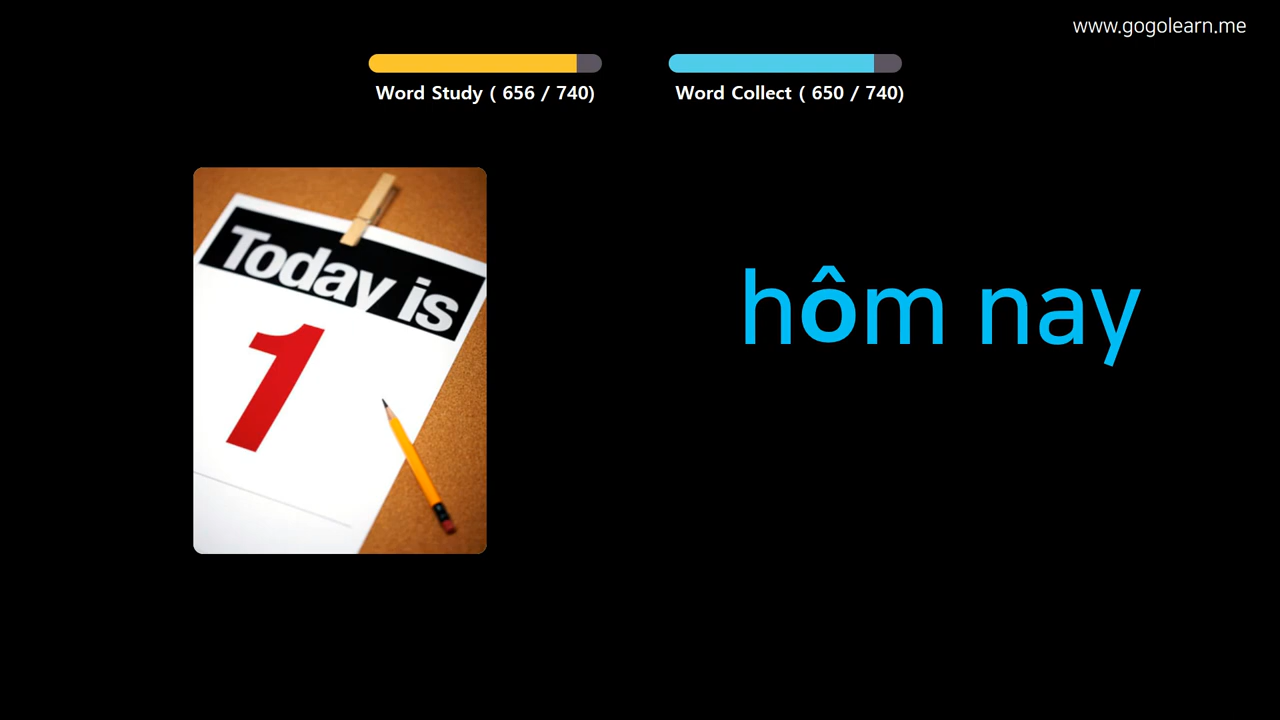 www.gogolearn.me
Word Study ( 656 / 740)
Word Collect ( 650 / 740)
Today is
1
hôm nay